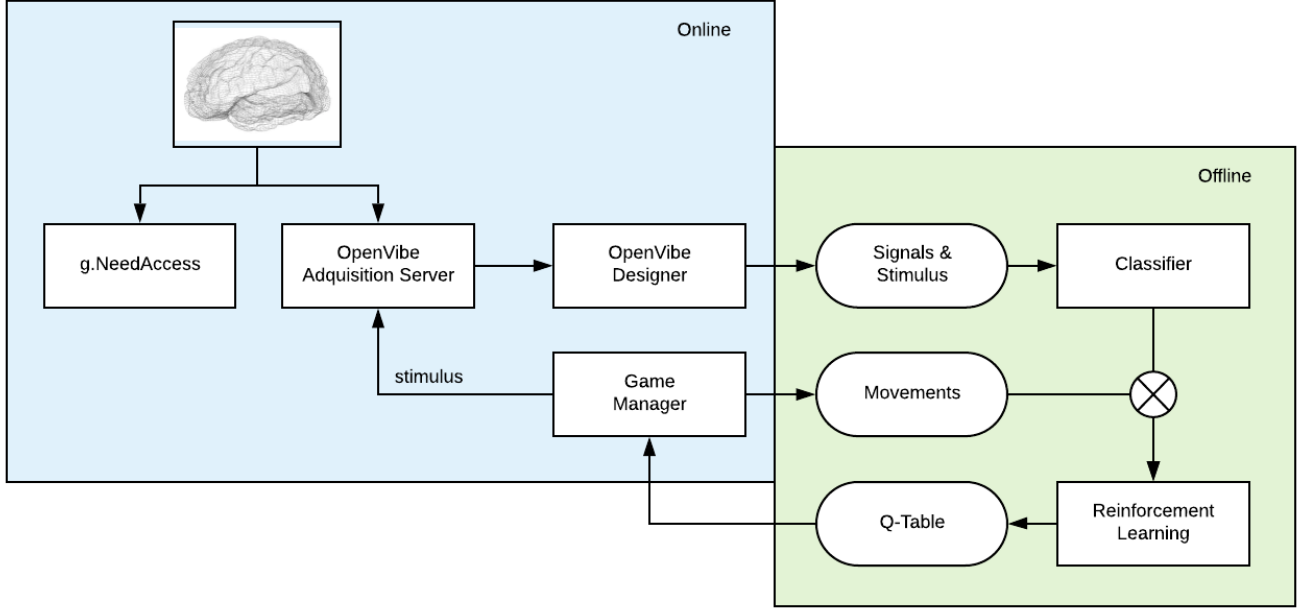 Online
Offline
g.NeedAccess
OpenVibe
Adquisition Server
OpenVibe
Designer
Signals &
Stimulus
Classifier
stimulus
Game
Manager
Movements
Q-Table
Reinforcement
Learning